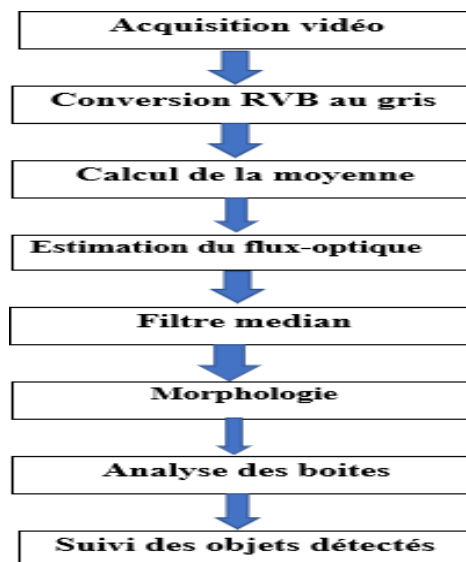 Acquisition vidéo
Conversion RVB au gris
Calcul de la moyenne
Estimation du flux-optique
Filtre median
Morphologie
Analyse des boites
Suivi des objets détectés